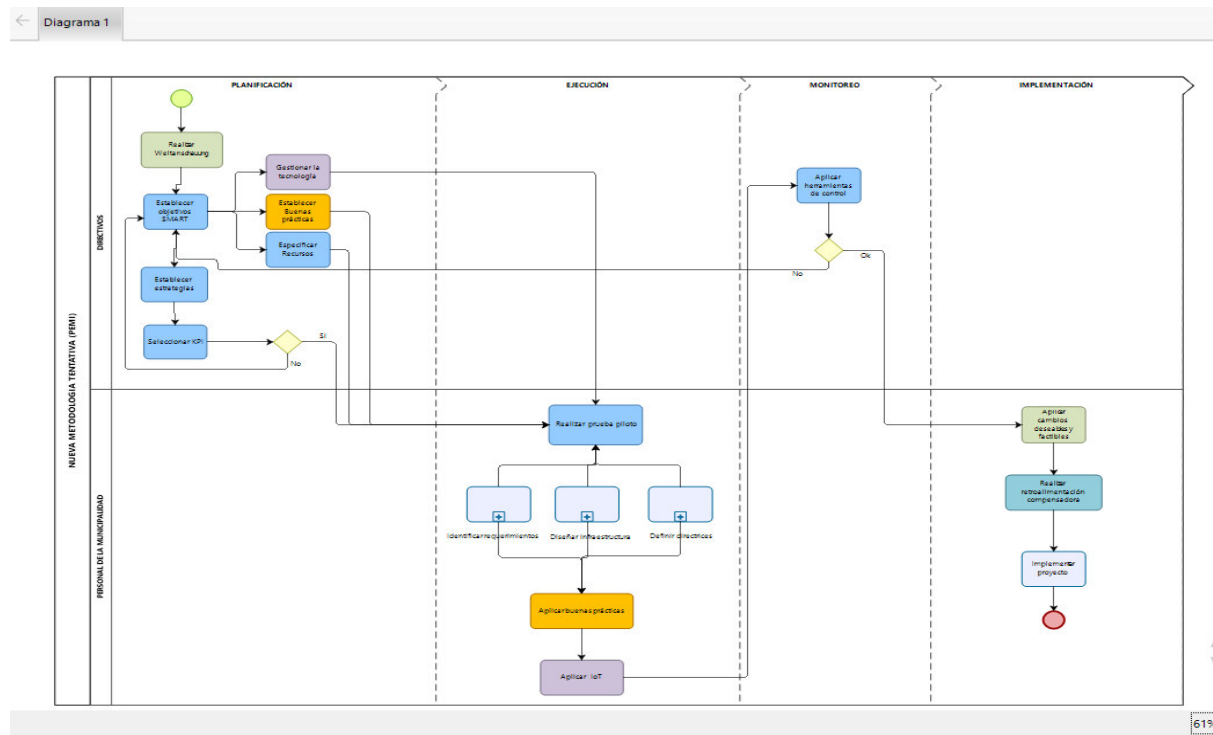 Diagrama 1
PLANIFICACIÓN
EJECUCIÓN
MONITOREO
IMPLEMENTACIÓN
NUEVA METODOLOGIA TENTATIVA (PEMI)
DIRECTIVOS
Realizar
Weltanschauung
Gestionar la
tecnología
Establecer
objetivos
SMART
Establecer
Buenas
prácticas
Especificar
Recursos
Establecer
estrategias
Seleccionar KPI
Si
No
Aplicar
herramientas
de control
Ok
No
PERSONAL DE LA MUNICIPALIDAD
Realizar prueba piloto
Identificar requerimientos
Diseñar infraestructura
Definir directrices
Aplicar buenas prácticas
Aplicar IoT
Aplicar
cambios
deseables y
factibles
Realizar
retroalimentación
compensadora
Implementar
proyecto
61%